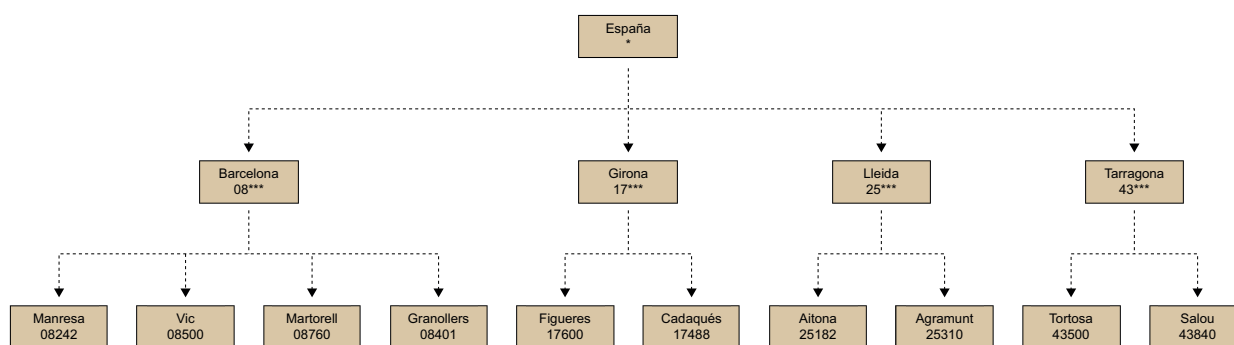 España
*
Barcelona
08***
Girona
17***
Lleida
25***
Tarragona
43***
Manresa
08242
Vic
08500
Martorell
08760
Granollers
08401
Figueres
17600
Cadaqués
17488
Aitona
25182
Agramunt
25310
Tortosa
43500
Salou
43840